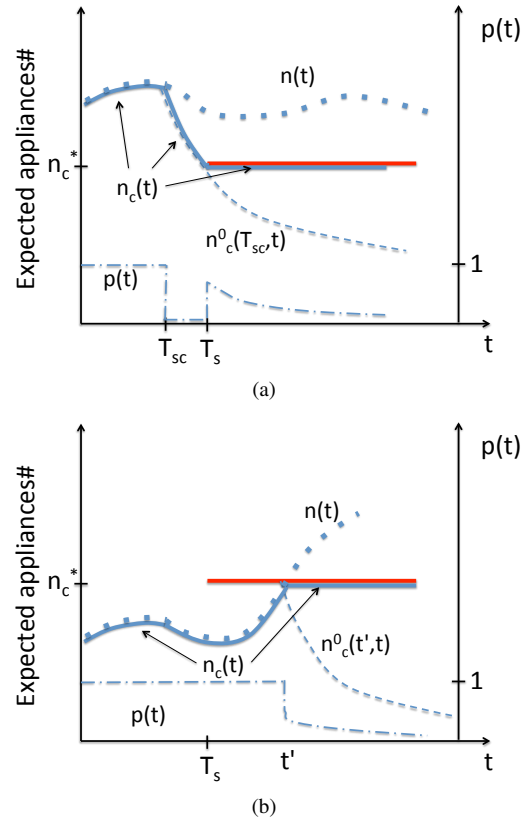 p(t)
Expected appliances#
n(t)
n_c*
n_c(t)
n^0_c(T_sc,t)
p(t)
1
T_sc
T_s
t
(a)
p(t)
Expected appliances#
n(t)
n_c*
n_c(t)
n^0_c(t',t)
1
p(t)
T_s
t'
t
(b)